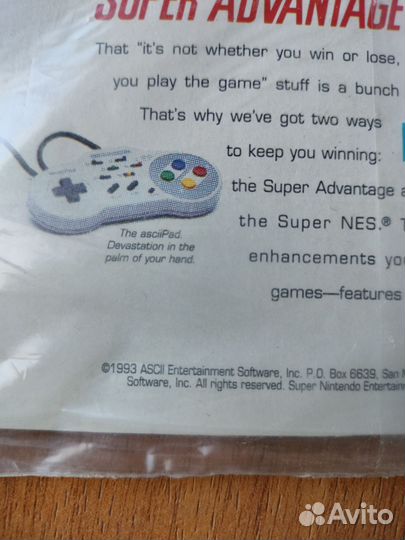 SUPER ADVANTAGE
That "it's not whether you win or lose,
you play the game" stuff is a bunch
That's why we've got two ways
to keep you winning:
the Super Advantage a
the Super NES.® T
enhancements yo
games—features
The asciiPad.
Devastation in the
palm of your hand.
©1993 ASCII Entertainment Software, Inc. P.O. Box 6639, San M
Software, Inc. All rights reserved. Super Nintendo Entertain
Avito